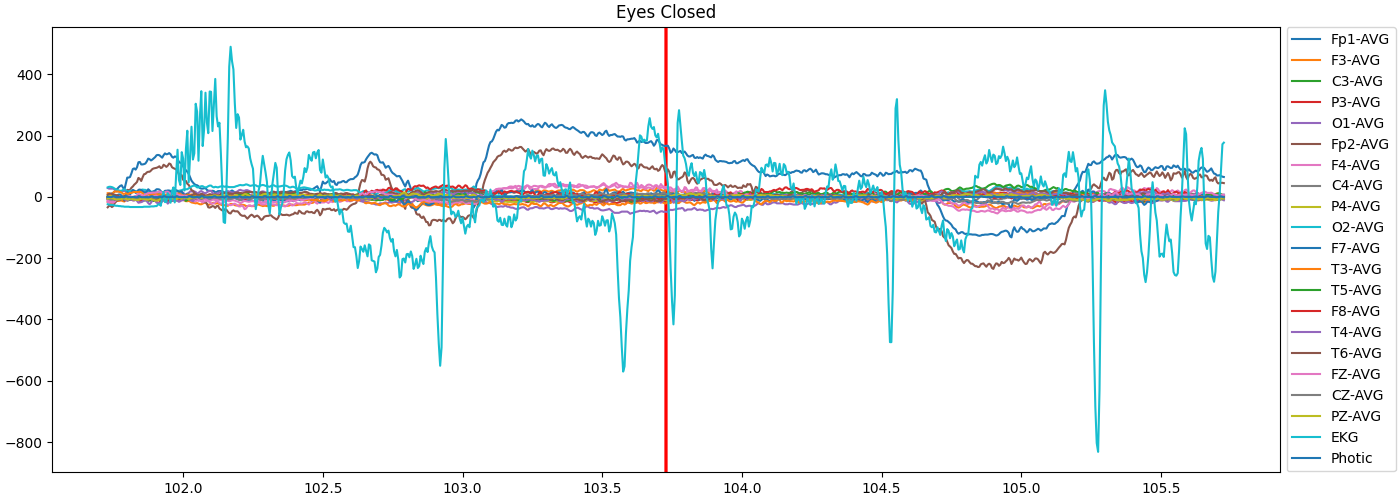 Eyes Closed
400
200
0
−200
−400
−600
−800
102.0 102.5 103.0 103.5 104.0 104.5 105.0 105.5
Fp1-AVG
F3-AVG
C3-AVG
P3-AVG
O1-AVG
Fp2-AVG
F4-AVG
C4-AVG
P4-AVG
O2-AVG
F7-AVG
T3-AVG
T5-AVG
F8-AVG
T4-AVG
T6-AVG
FZ-AVG
CZ-AVG
PZ-AVG
EKG
Photic